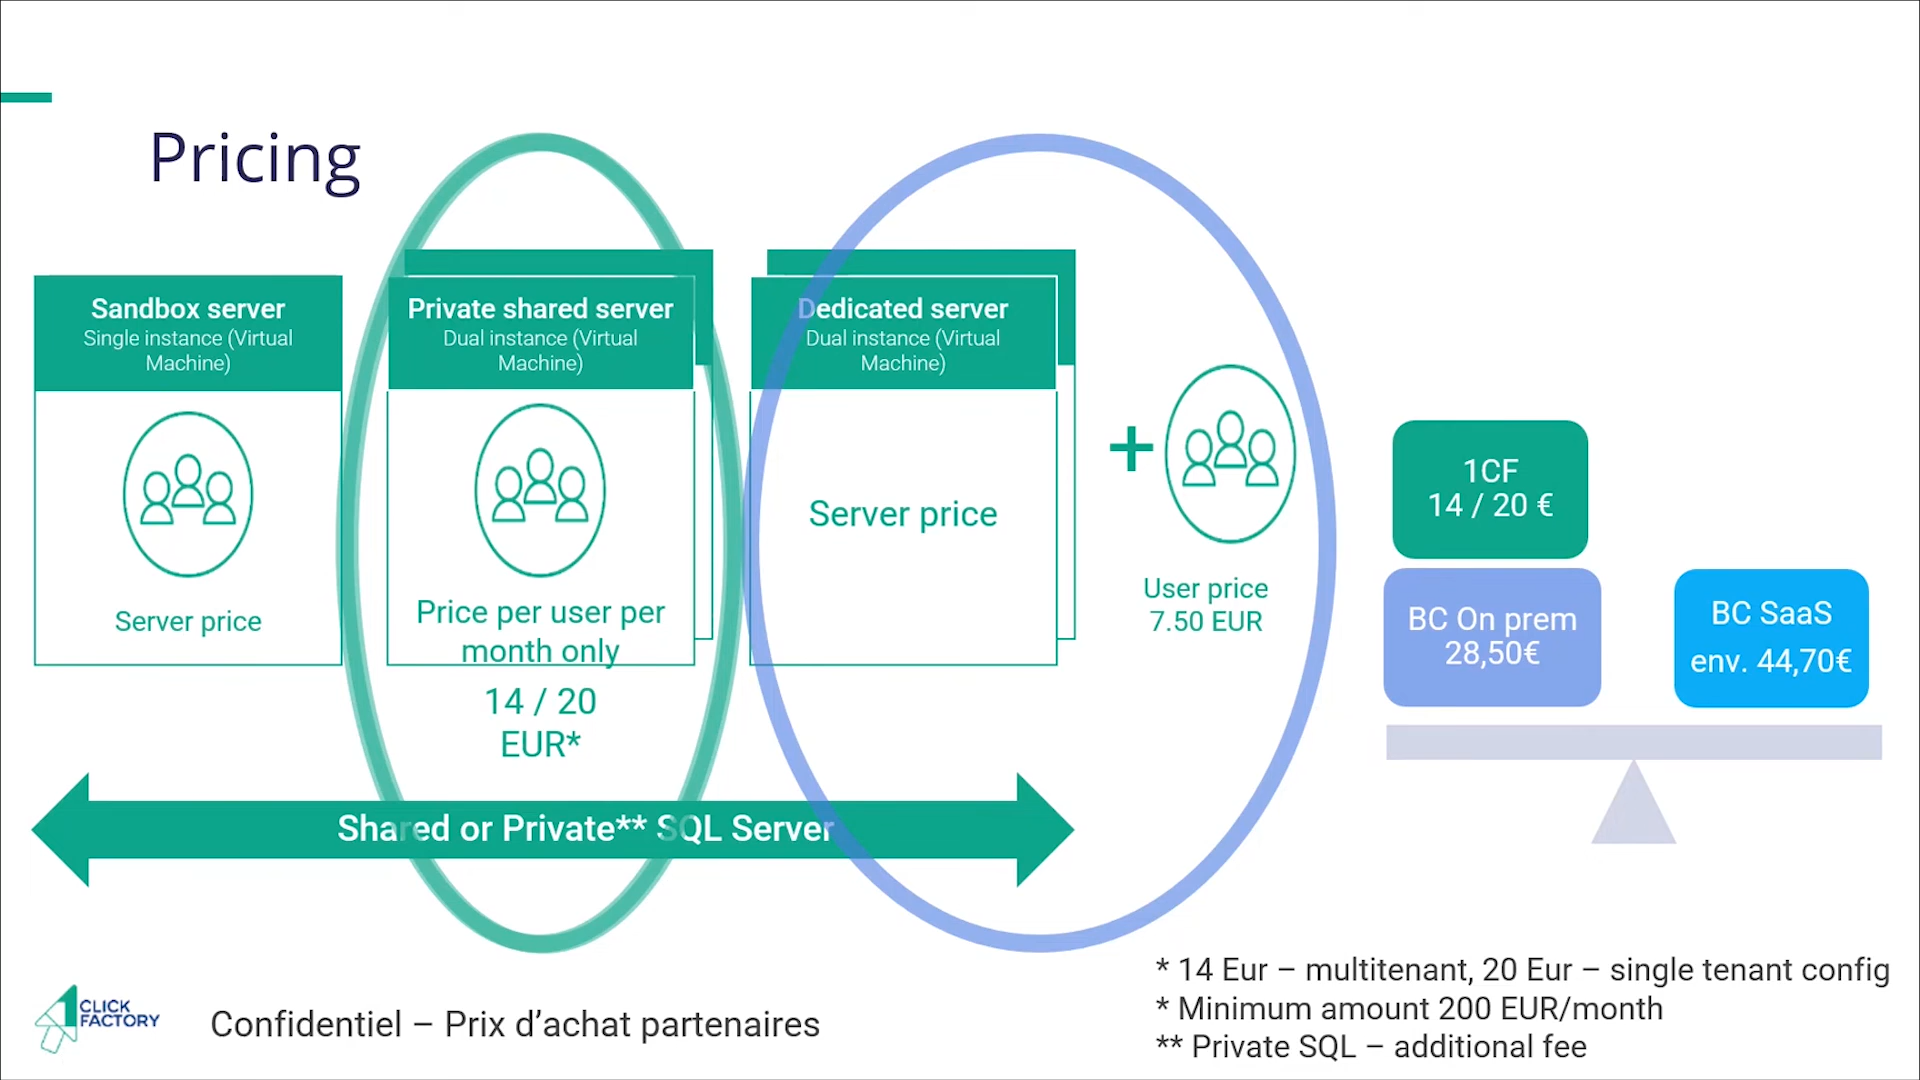 Pricing
Sandbox server
Single instance (Virtual
Machine)
Server price
Private shared server
Dual instance (Virtual
Machine)
Price per user per
month only
14 / 20
EUR*
Dedicated server
Dual instance (Virtual
Machine)
Server price
+
User price
7.50 EUR
Shared or Private** SQL Server
1CF
14 / 20 €
BC On prem
28,50€
BC SaaS
env. 44,70€
* 14 Eur – multitenant, 20 Eur – single tenant config
* Minimum amount 200 EUR/month
** Private SQL – additional fee
1CLICK
FACTORY
Confidentiel – Prix d’achat partenaires